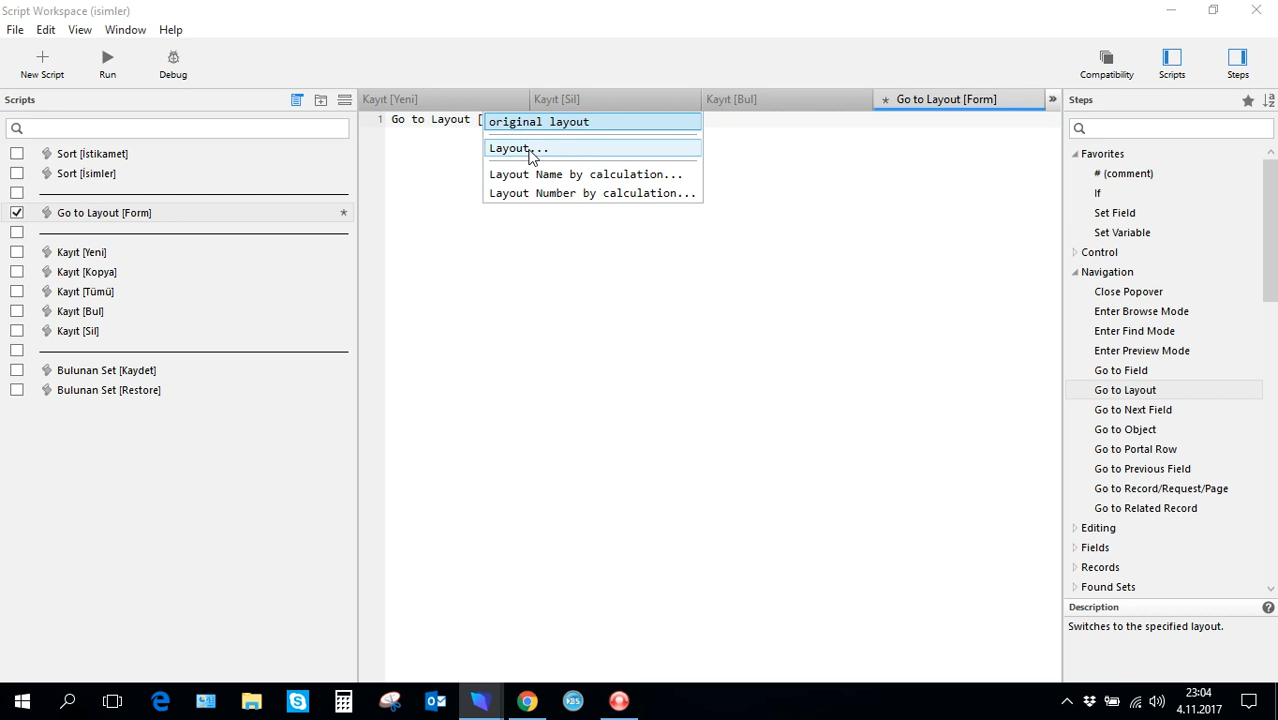 Script Workspace (isimler)
File Edit View Window Help
New Script Run Debug Compatibility Scripts Steps
Scripts
Kayıt [Yeni] Kayıt [Sil] Kayıt [Bul] * Go to Layout [Form] »
Steps
1 Go to Layout [
original layout
Layout...
Layout Name by calculation...
Layout Number by calculation...
Sort [İstikamet]
Sort [İsimler]
Go to Layout [Form] *
Kayıt [Yeni]
Kayıt [Kopya]
Kayıt [Tümü]
Kayıt [Bul]
Kayıt [Sil]
Bulunan Set [Kaydet]
Bulunan Set [Restore]
Favorites
# (comment)
If
Set Field
Set Variable
Control
Navigation
Close Popover
Enter Browse Mode
Enter Find Mode
Enter Preview Mode
Go to Field
Go to Layout
Go to Next Field
Go to Object
Go to Portal Row
Go to Previous Field
Go to Record/Request/Page
Go to Related Record
Editing
Fields
Records
Found Sets
Description ?
Switches to the specified layout.
KBS
23:04
4.11.2017